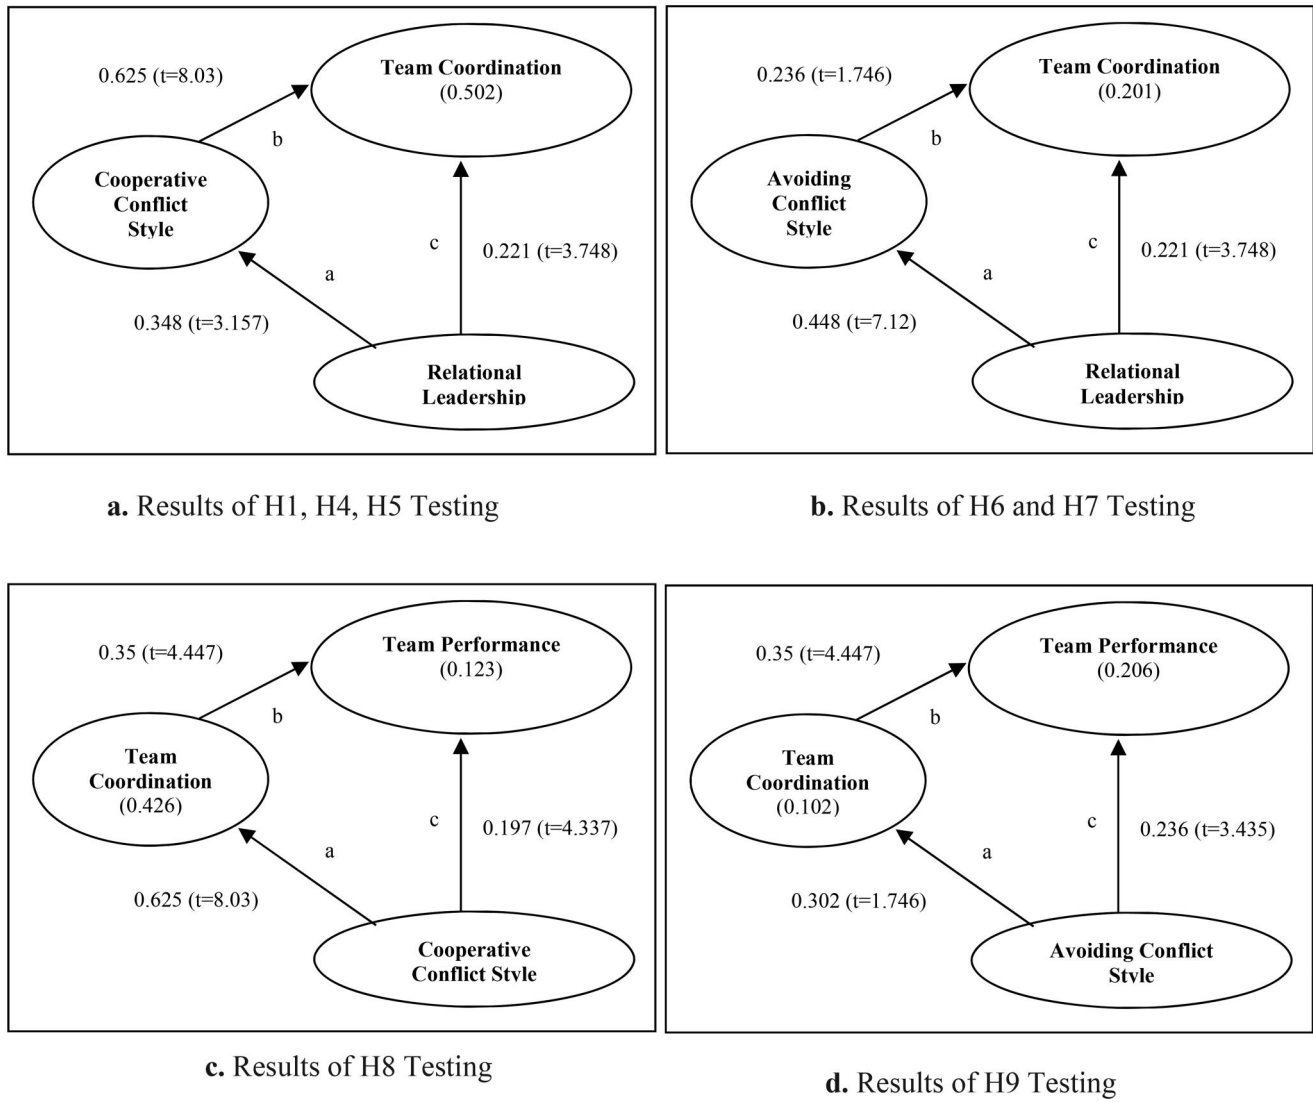 Team Coordination
(0.502)
0.625 (t=8.03)
b
Cooperative
Conflict
Style
c
0.221 (t=3.748)
a
0.348 (t=3.157)
Relational
Leadership
a. Results of H1, H4, H5 Testing
Team Coordination
(0.201)
0.236 (t=1.746)
b
Avoiding
Conflict
Style
c
0.221 (t=3.748)
a
0.448 (t=7.12)
Relational
Leadership
b. Results of H6 and H7 Testing
Team Performance
(0.123)
0.35 (t=4.447)
b
Team
Coordination
(0.426)
c
0.197 (t=4.337)
a
0.625 (t=8.03)
Cooperative
Conflict Style
c. Results of H8 Testing
Team Performance
(0.206)
0.35 (t=4.447)
b
Team
Coordination
(0.102)
c
0.236 (t=3.435)
a
0.302 (t=1.746)
Avoiding Conflict
Style
d. Results of H9 Testing